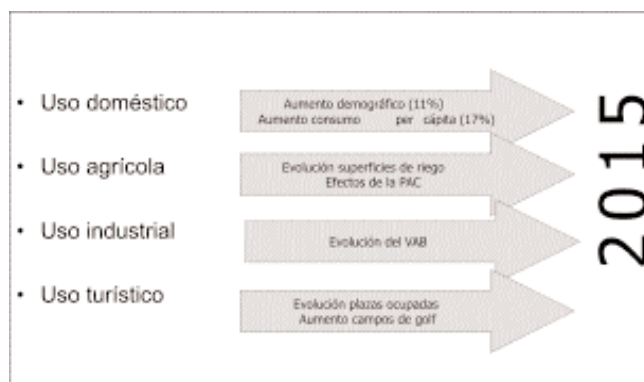 • Uso doméstico
Aumento demográfico (11%)
Aumento consumo per cápita (17%)
• Uso agrícola
Evolución superficies de riego
Efectos de la PAC
• Uso industrial
Evolución del VAB
• Uso turístico
Evolución plazas ocupadas
Aumento campos de golf
2015